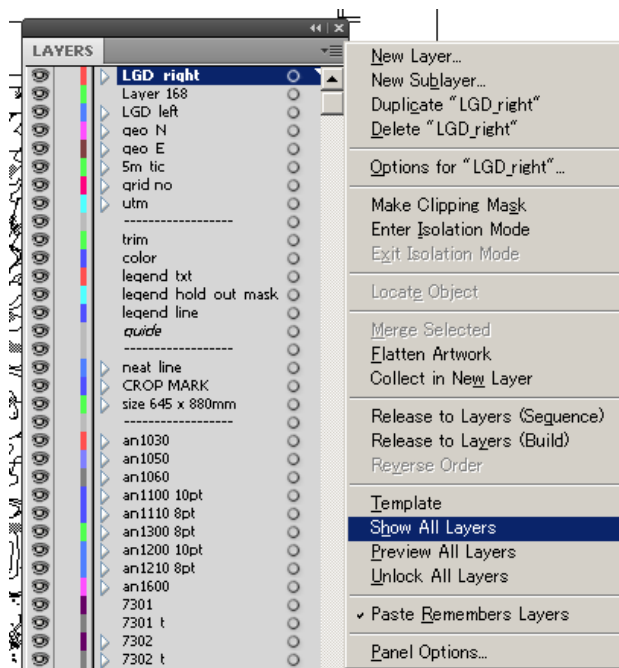 LAYERS
LGD_right
Layer 168
LGD_left
geo N
geo E
5m tic
grid no
utm
------------------
trim
color
legend txt
legend hold out mask
legend line
guide
------------------
neat line
CROP MARK
size 645 x 880mm
------------------
an1030
an1050
an1060
an1100 10pt
an1110 8pt
an1300 8pt
an1200 10pt
an1210 8pt
an1600
7301
7301 t
7302
7302 t
New Layer...
New Sublayer...
Duplicate "LGD_right"
Delete "LGD_right"
Options for "LGD_right"...
Make Clipping Mask
Enter Isolation Mode
Exit Isolation Mode
Locate Object
Merge Selected
Flatten Artwork
Collect in New Layer
Release to Layers (Sequence)
Release to Layers (Build)
Reverse Order
Template
Show All Layers
Preview All Layers
Unlock All Layers
Paste Remembers Layers
Panel Options...